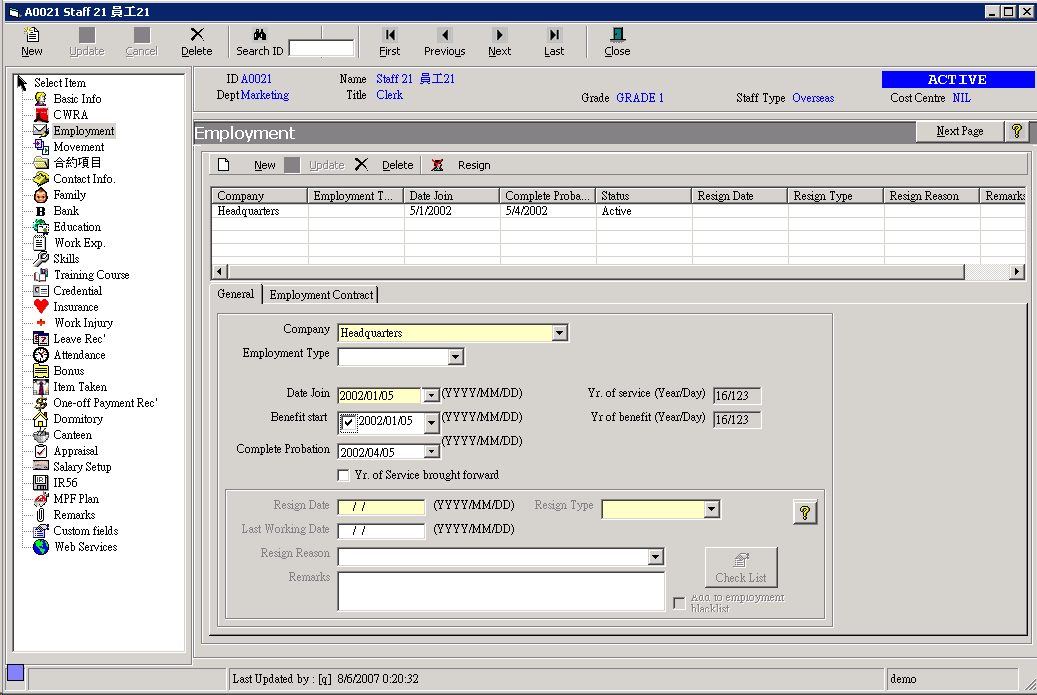 A0021 Staff 21 員工21
New Update Cancel Delete Search ID First Previous Next Last Close
Select Item
Basic Info
CWRA
Employment
Movement
合約項目
Contact Info.
Family
Bank
Education
Work Exp.
Skills
Training Course
Credential
Insurance
Work Injury
Leave Rec'
Attendance
Bonus
Item Taken
One-off Payment Rec'
Dormitory
Canteen
Appraisal
Salary Setup
IR56
MPF Plan
Remarks
Custom fields
Web Services
ID A0021 Name Staff 21 員工21 ACTIVE
Dept Marketing Title Clerk Grade GRADE 1 Staff Type Overseas Cost Centre NIL
Employment Next Page ?
New Update Delete Resign
Company Employment T... Date Join Complete Proba... Status Resign Date Resign Type Resign Reason Remarks
Headquarters 5/1/2002 5/4/2002 Active
General Employment Contract
Company Headquarters
Employment Type
Date Join 2002/01/05 (YYYY/MM/DD) Yr. of service (Year/Day) 16/123
Benefit start 2002/01/05 (YYYY/MM/DD) Yr of benefit (Year/Day) 16/123
Complete Probation 2002/04/05 (YYYY/MM/DD)
Yr. of Service brought forward
Resign Date / / (YYYY/MM/DD) Resign Type ?
Last Working Date / / (YYYY/MM/DD)
Resign Reason
Remarks Check List
Add to employment
blacklist
Last Updated by : [q] 8/6/2007 0:20:32 demo